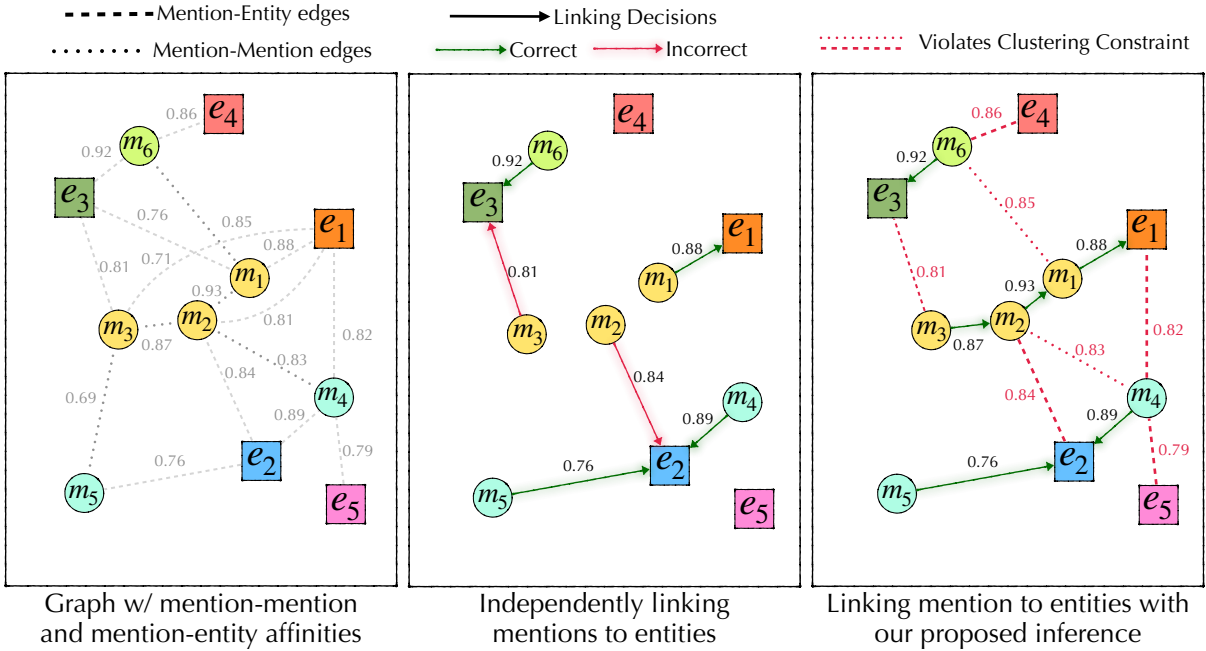 Mention-Entity edges
Mention-Mention edges
Linking Decisions
Correct Incorrect
Violates Clustering Constraint
e4
0.86
m6
0.92
e3
0.76
0.85
e1
0.81
0.71
0.88
m1
0.93
m3
m2
0.81
0.87
0.82
0.83
0.84
0.69
m4
0.89
0.76
e2
0.79
m5
e5
Graph w/ mention-mention
and mention-entity affinities
e4
m6
0.92
e3
e1
0.88
0.81
m1
m3
m2
0.84
m4
0.89
0.76
e2
m5
e5
Independently linking
mentions to entities
e4
0.86
m6
0.92
e3
0.85
e1
0.88
0.81
m1
0.93
m3
m2
0.87
0.82
0.83
0.84
m4
0.89
0.76
e2
0.79
m5
e5
Linking mention to entities with
our proposed inference